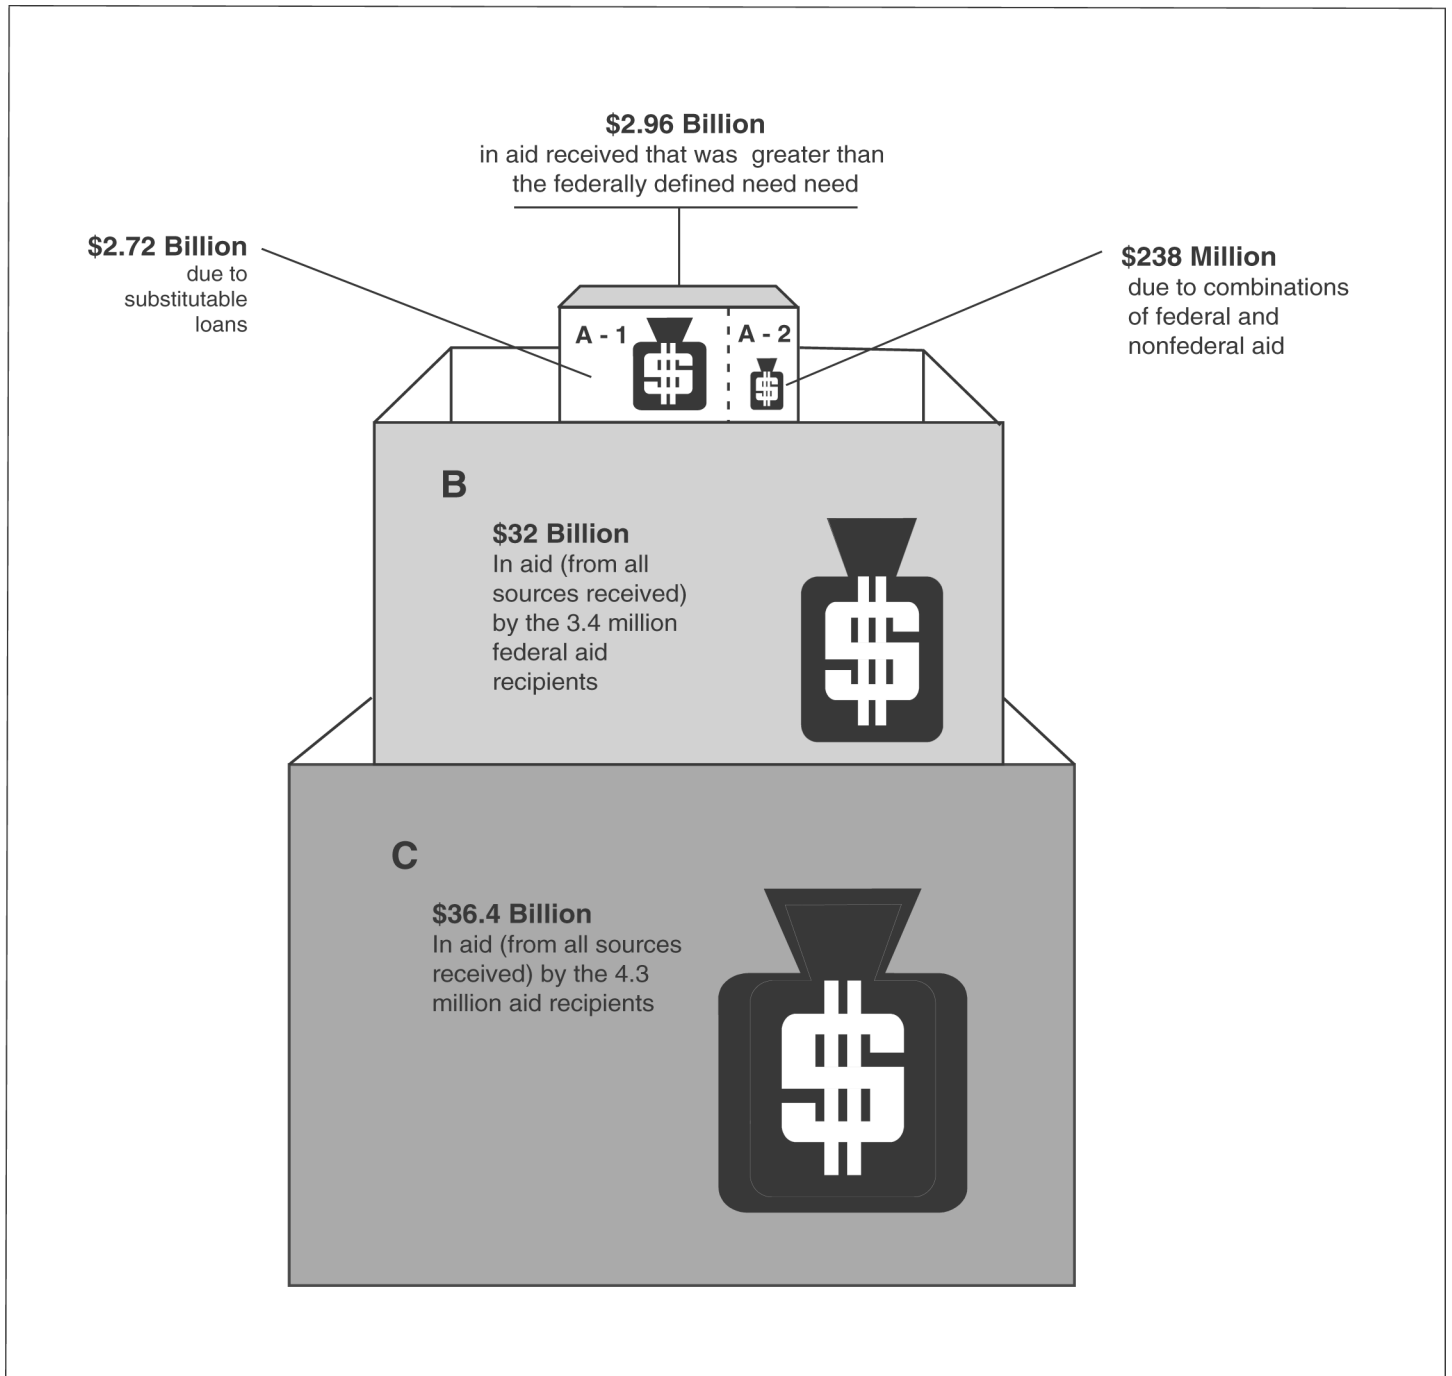 $2.96 Billion
in aid received that was greater than
the federally defined need need
$2.72 Billion
due to
substitutable
loans
$238 Million
due to combinations
of federal and
nonfederal aid
A - 1
A - 2
B
$32 Billion
In aid (from all
sources received)
by the 3.4 million
federal aid
recipients
C
$36.4 Billion
In aid (from all sources
received) by the 4.3
million aid recipients